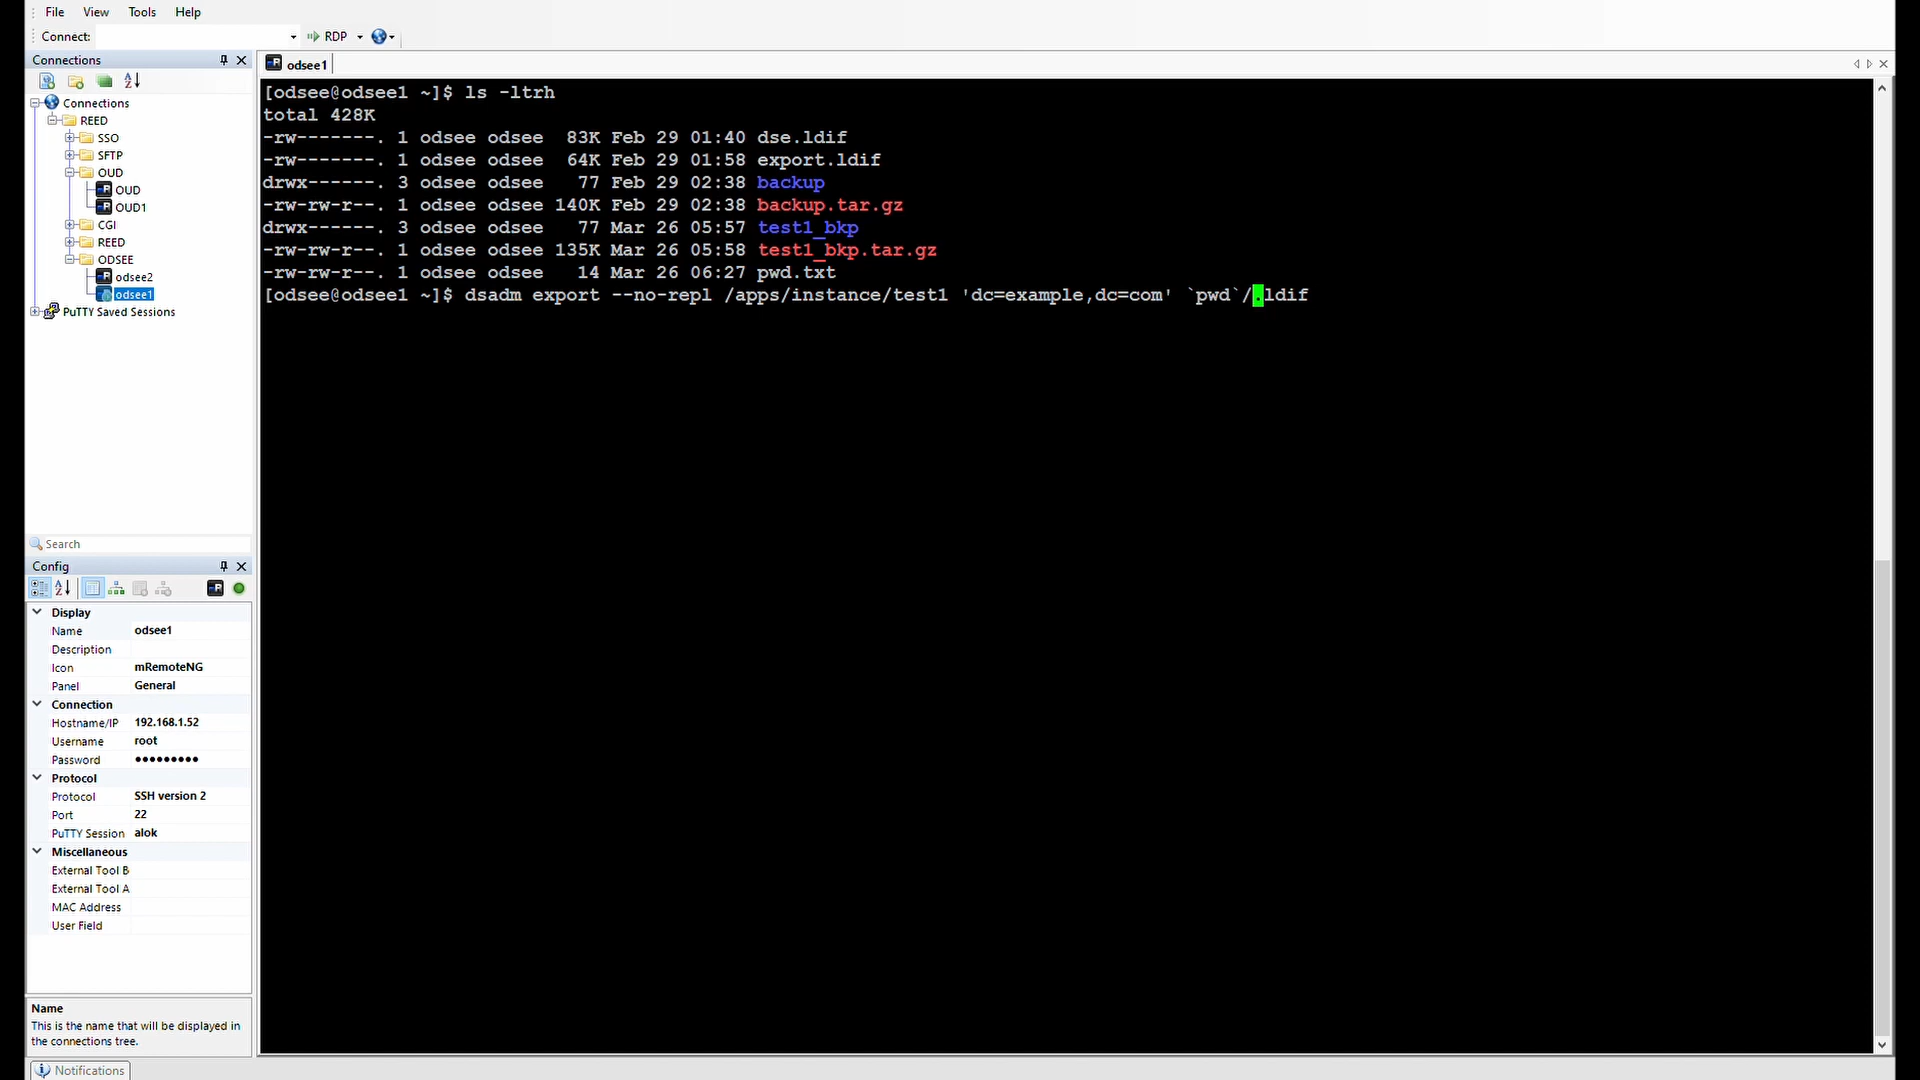 File View Tools Help
Connect: RDP
Connections
odsee1
Connections
REED
SSO
SFTP
OUD
OUD
OUD1
CGI
REED
ODSEE
odsee2
odsee1
PuTTY Saved Sessions
[odsee@odsee1 ~]$ ls -ltrh
total 428K
-rw-------. 1 odsee odsee 83K Feb 29 01:40 dse.ldif
-rw-------. 1 odsee odsee 64K Feb 29 01:58 export.ldif
drwx------. 3 odsee odsee 77 Feb 29 02:38 backup
-rw-rw-r--. 1 odsee odsee 140K Feb 29 02:38 backup.tar.gz
drwx------. 3 odsee odsee 77 Mar 26 05:57 test1_bkp
-rw-rw-r--. 1 odsee odsee 135K Mar 26 05:58 test1_bkp.tar.gz
-rw-rw-r--. 1 odsee odsee 14 Mar 26 06:27 pwd.txt
[odsee@odsee1 ~]$ dsadm export --no-repl /apps/instance/test1 'dc=example,dc=com' `pwd`/.ldif
Search
Config
Display
Name odsee1
Description
Icon mRemoteNG
Panel General
Connection
Hostname/IP 192.168.1.52
Username root
Password ●●●●●●●●●
Protocol
Protocol SSH version 2
Port 22
PuTTY Session alok
Miscellaneous
External Tool B
External Tool A
MAC Address
User Field
Name
This is the name that will be displayed in
the connections tree.
Notifications